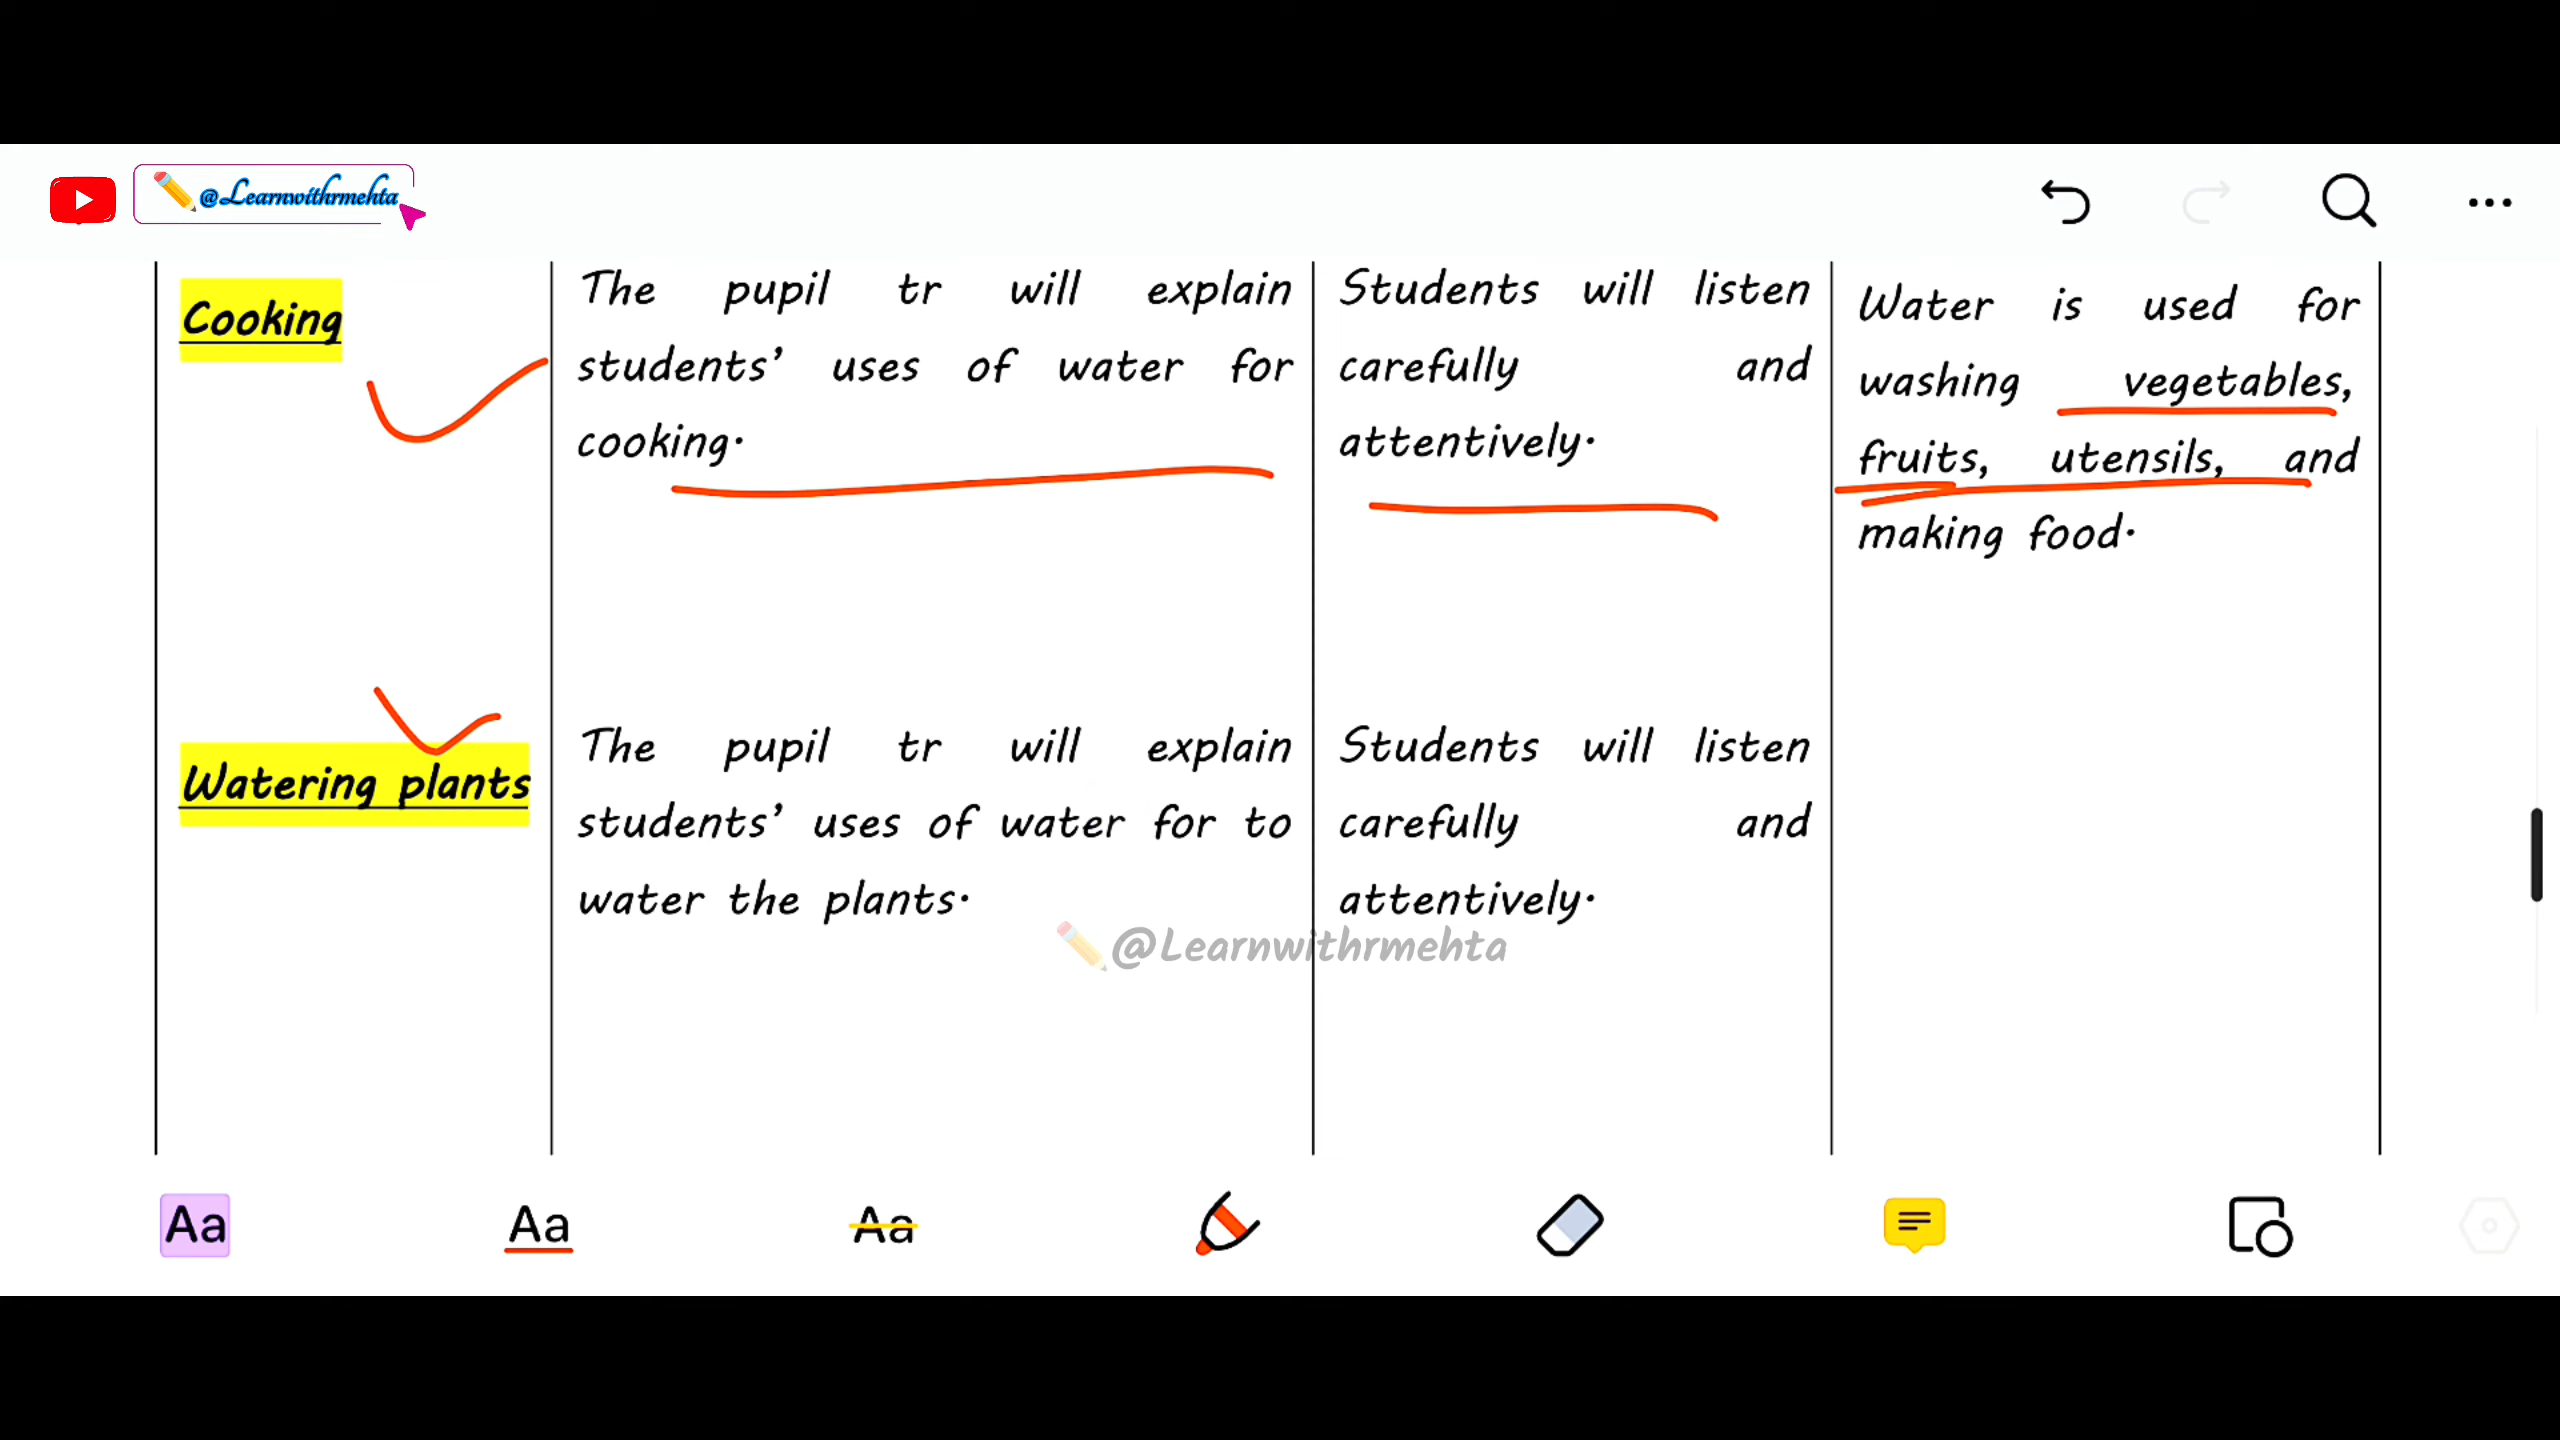 @Learnwithrmehta
Cooking
The pupil tr will explain
students' uses of water for
cooking.
Students will listen
carefully and
attentively.
Water is used for
washing vegetables,
fruits, utensils, and
making food.
Watering plants
The pupil tr will explain
students' uses of water for to
water the plants.
Students will listen
carefully and
attentively.
@Learnwithrmehta
Aa
Aa
Aa